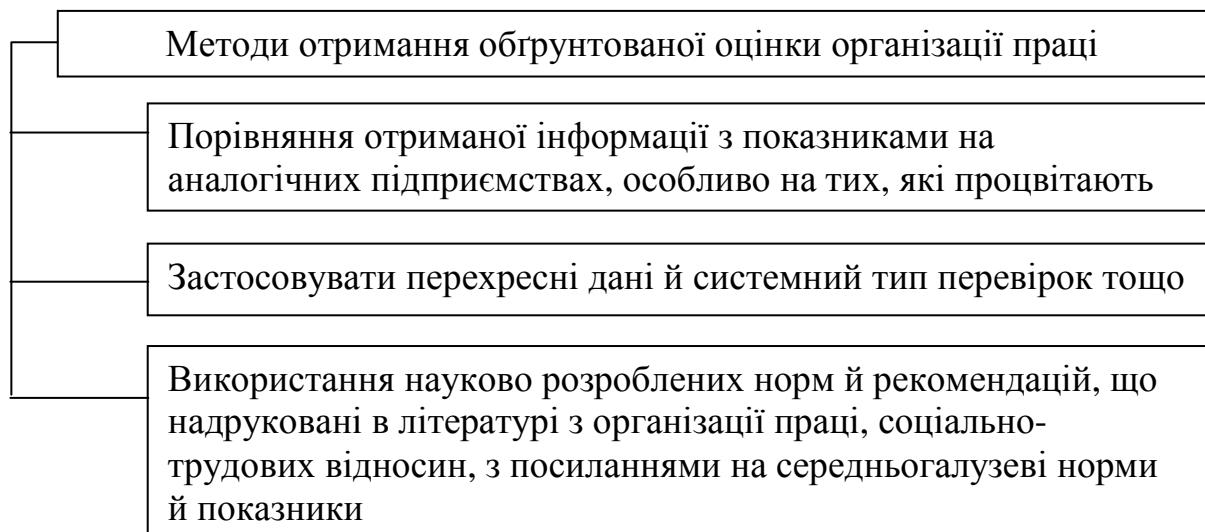 Методи отримання обґрунтованої оцінки організації праці
Порівняння отриманої інформації з показниками на
аналогічних підприємствах, особливо на тих, які процвітають
Застосовувати перехресні дані й системний тип перевірок тощо
Використання науково розроблених норм й рекомендацій, що
надруковані в літературі з організації праці, соціально-
трудових відносин, з посиланнями на середньогалузеві норми
й показники